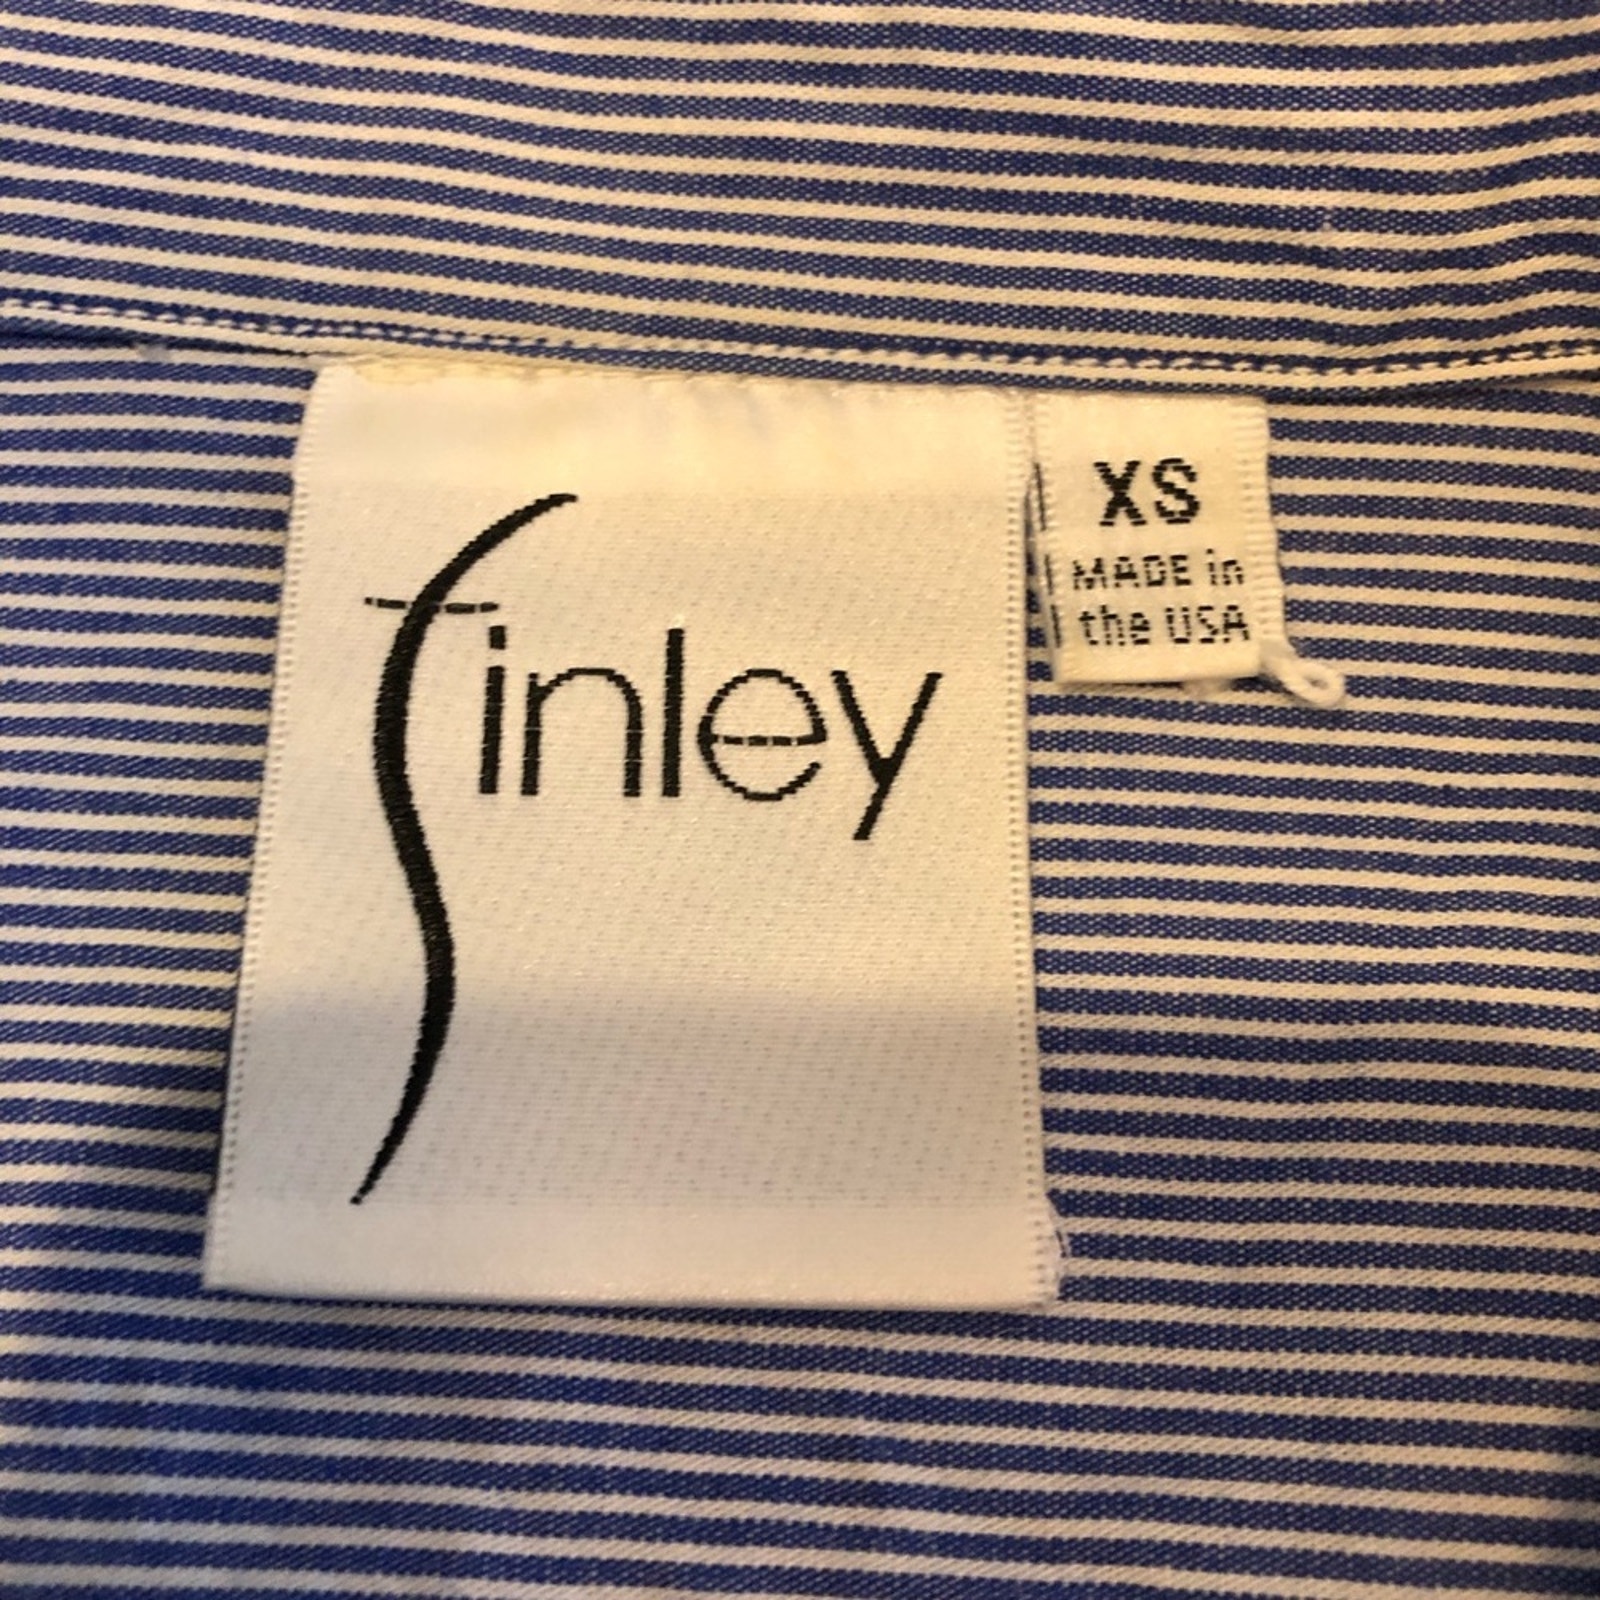 finley
XS
MADE in
the USA